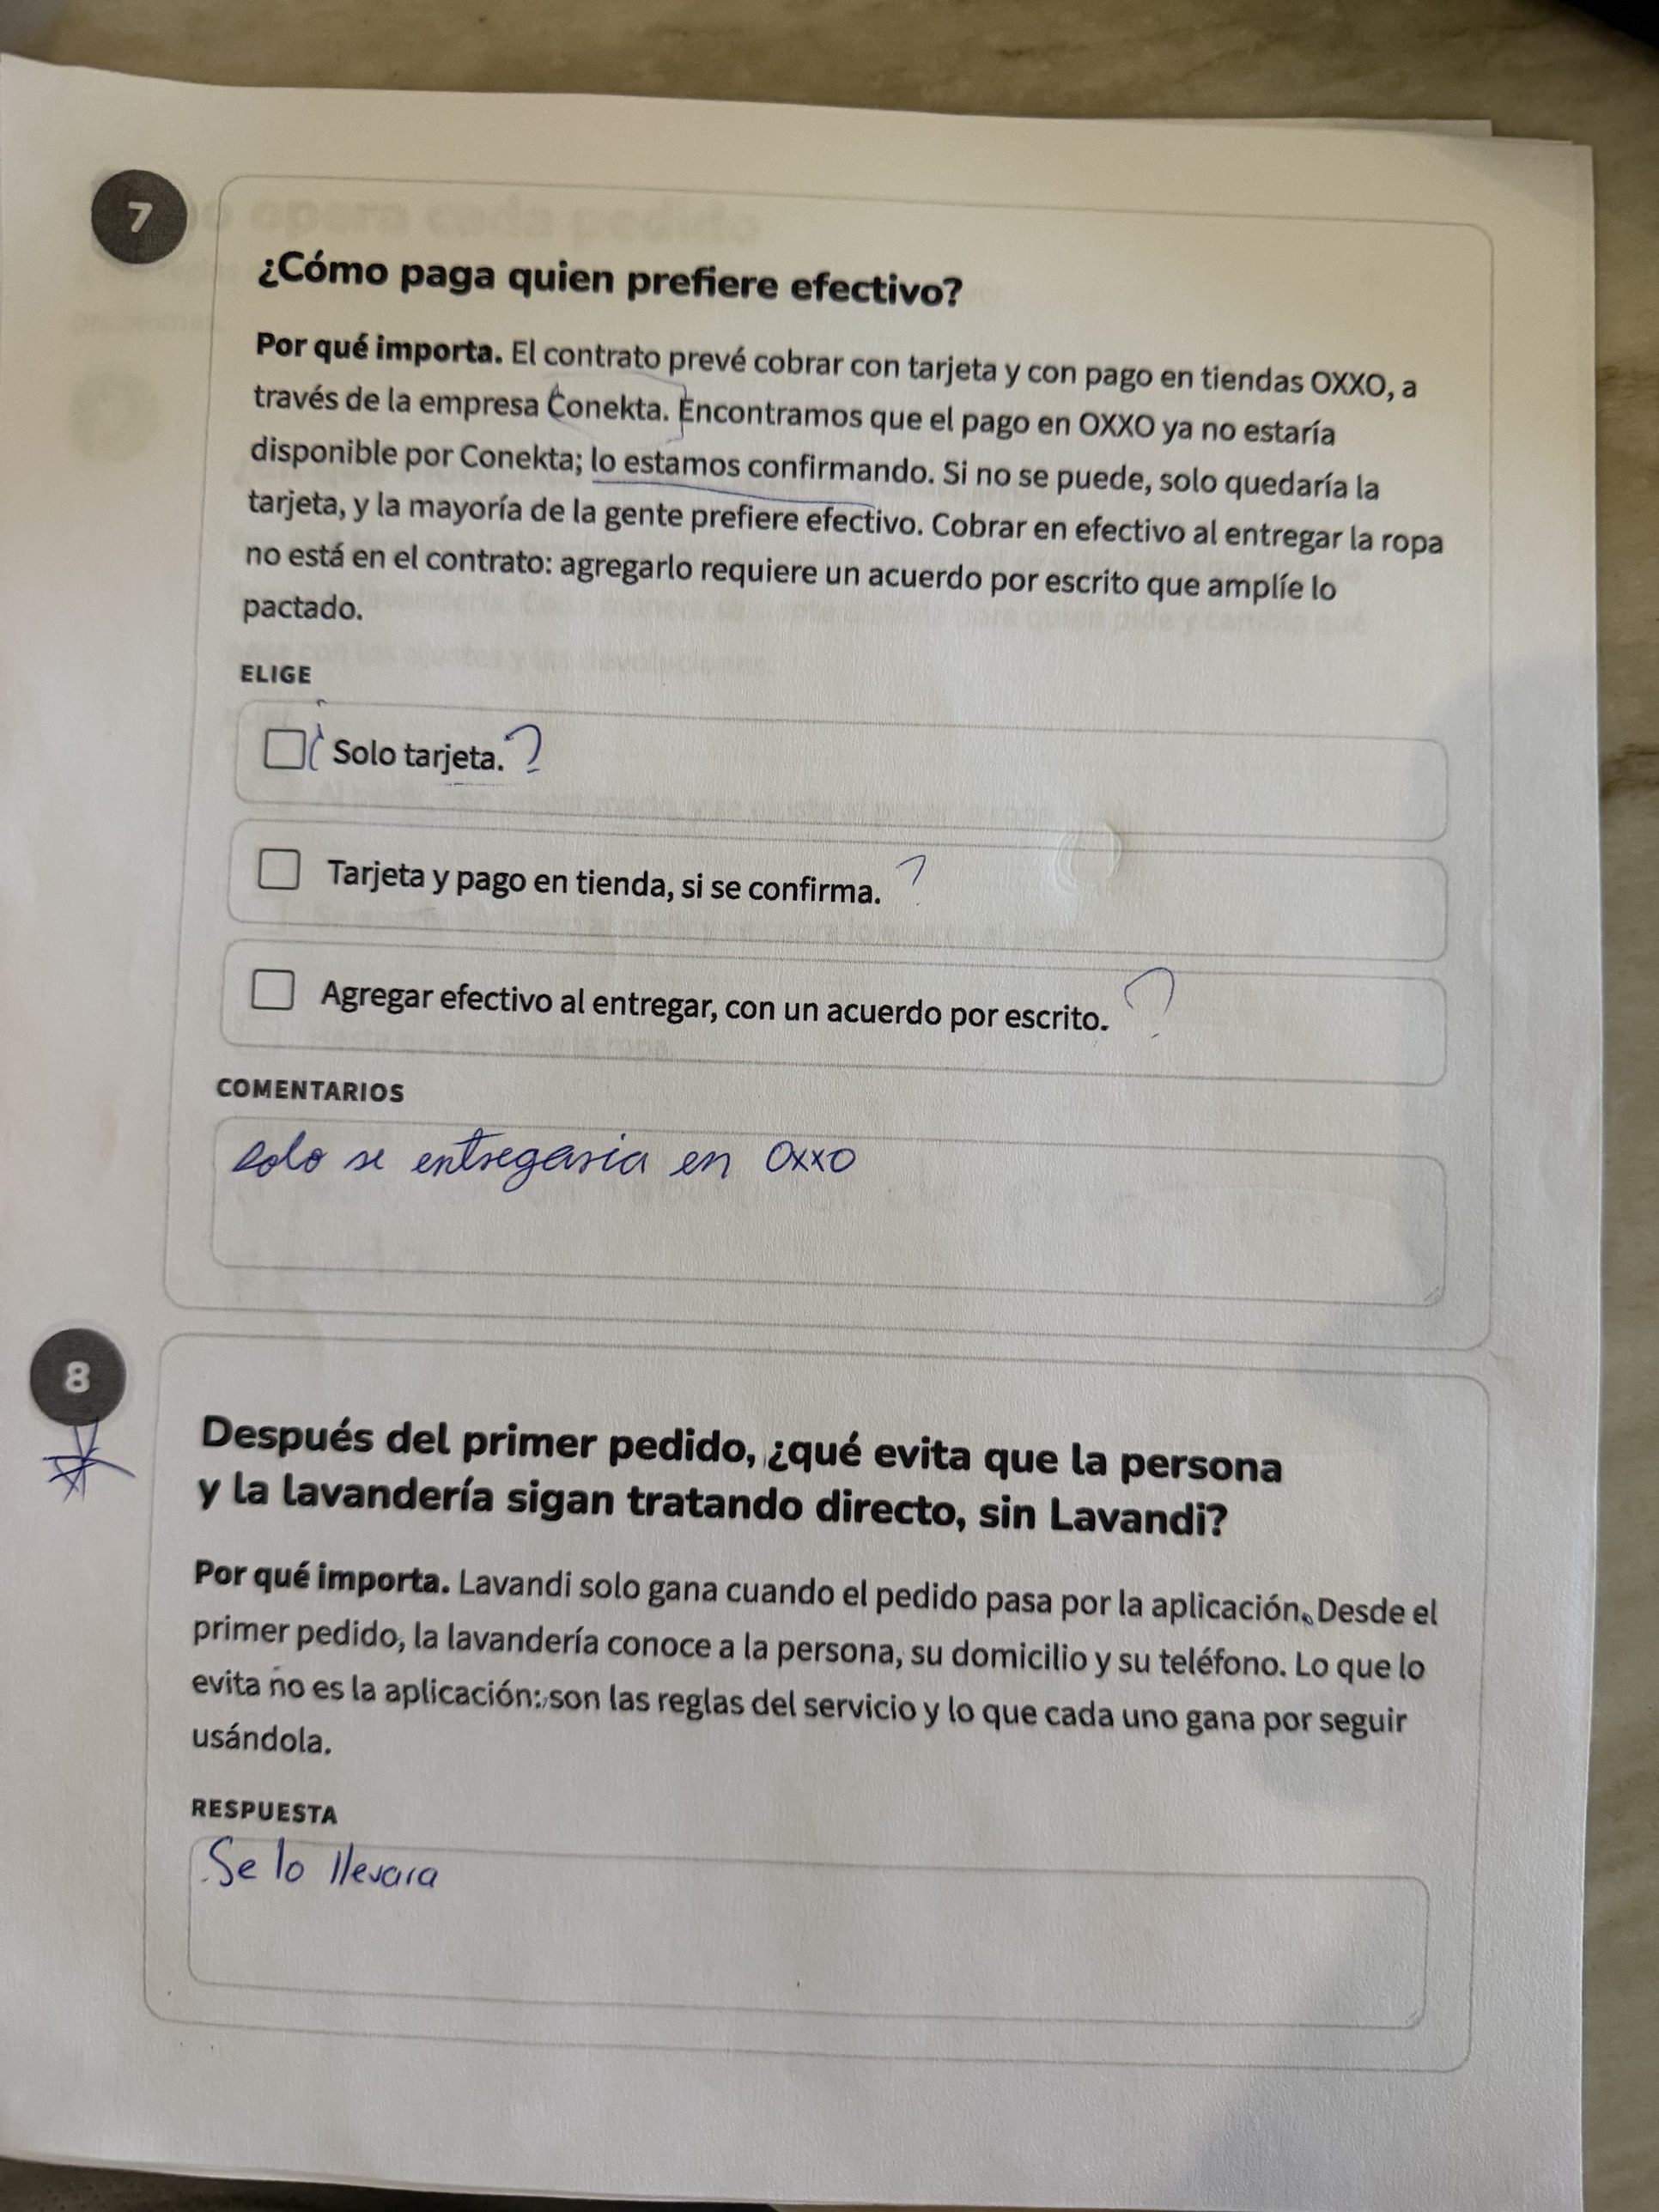 7
¿Cómo paga quien prefiere efectivo?
Por qué importa. El contrato prevé cobrar con tarjeta y con pago en tiendas OXXO, a
través de la empresa Conekta. Encontramos que el pago en OXXO ya no estaría
disponible por Conekta; lo estamos confirmando. Si no se puede, solo quedaría la
tarjeta, y la mayoría de la gente prefiere efectivo. Cobrar en efectivo al entregar la ropa
no está en el contrato: agregarlo requiere un acuerdo por escrito que amplíe lo
pactado.
ELIGE
¿ Solo tarjeta. ?
Tarjeta y pago en tienda, si se confirma. ?
Agregar efectivo al entregar, con un acuerdo por escrito. ?
COMENTARIOS
solo se entregaria en OXXO
8
Después del primer pedido, ¿qué evita que la persona
y la lavandería sigan tratando directo, sin Lavandi?
Por qué importa. Lavandi solo gana cuando el pedido pasa por la aplicación. Desde el
primer pedido, la lavandería conoce a la persona, su domicilio y su teléfono. Lo que lo
evita no es la aplicación: son las reglas del servicio y lo que cada uno gana por seguir
usándola.
RESPUESTA
Se lo llevara